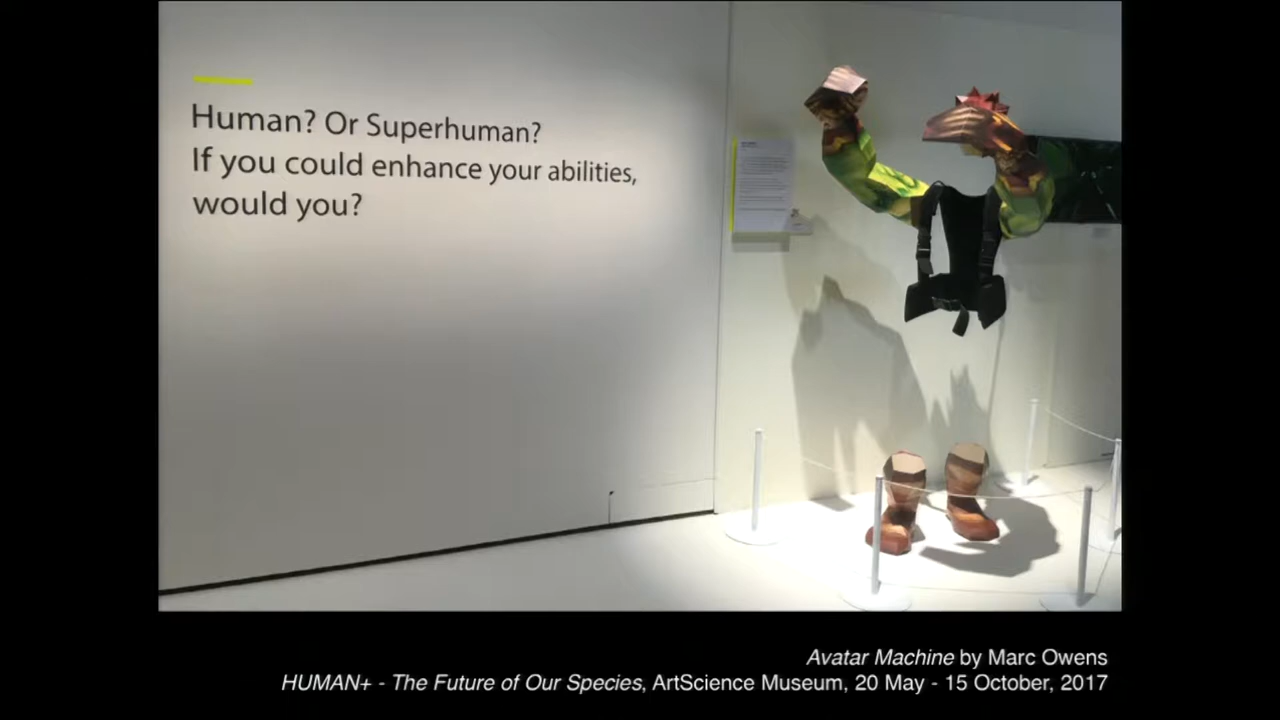 Human? Or Superhuman?
If you could enhance your abilities,
would you?
Avatar Machine by Marc Owens
HUMAN+ - The Future of Our Species, ArtScience Museum, 20 May - 15 October, 2017